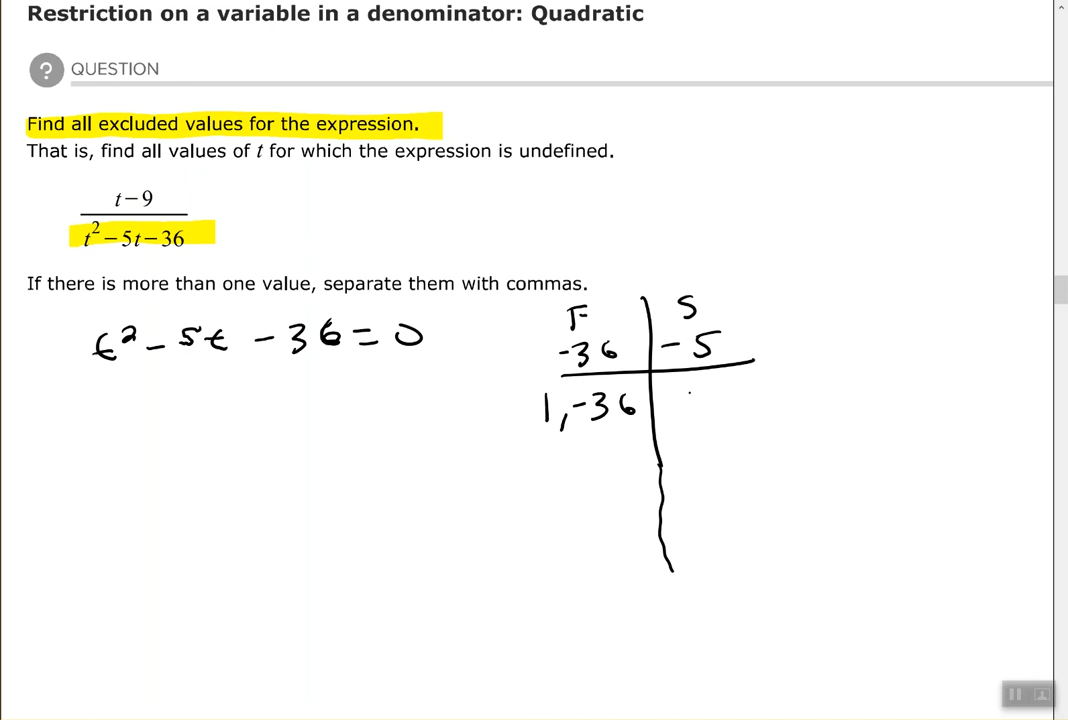 Restriction on a variable in a denominator: Quadratic
? QUESTION
Find all excluded values for the expression.
That is, find all values of t for which the expression is undefined.
t−9
t²−5t−36
If there is more than one value, separate them with commas.
F S
t² − 5t − 36 = 0
-36 −5
1, -36